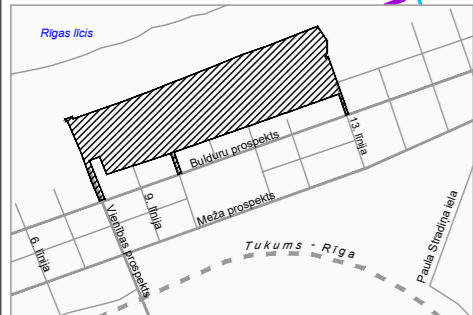 Rīgas līcis
13. līnija
Bulduru prospekts
9. līnija
Meža prospekts
Vienības prospekts
6. līnija
Tukums - Rīga
Paula Stradiņa iela